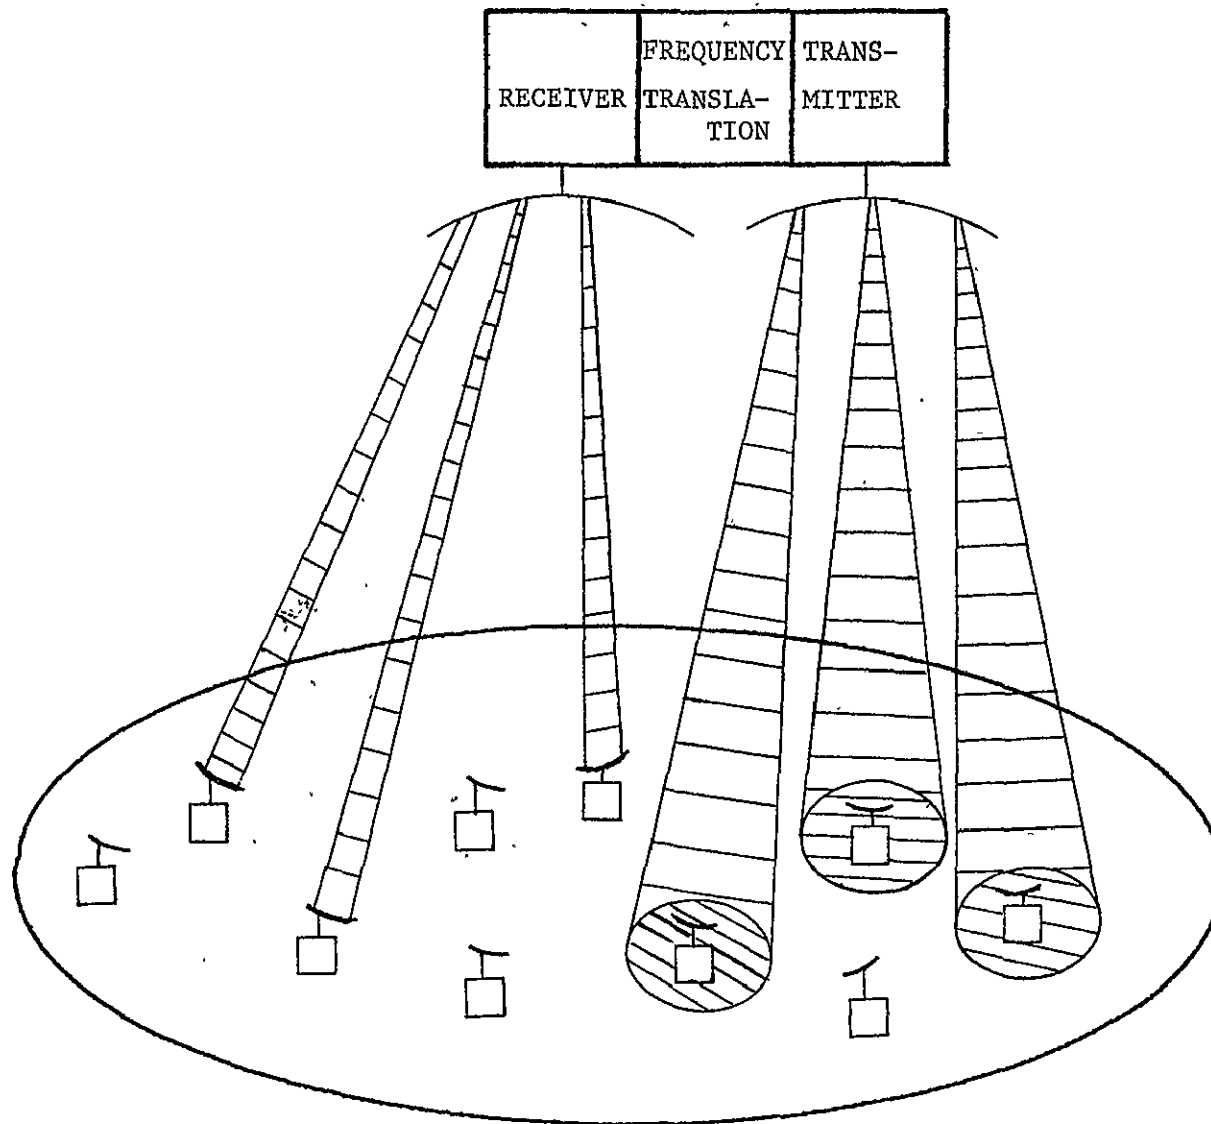 RECEIVER
FREQUENCY
TRANSLA-
TION
TRANS-
MITTER